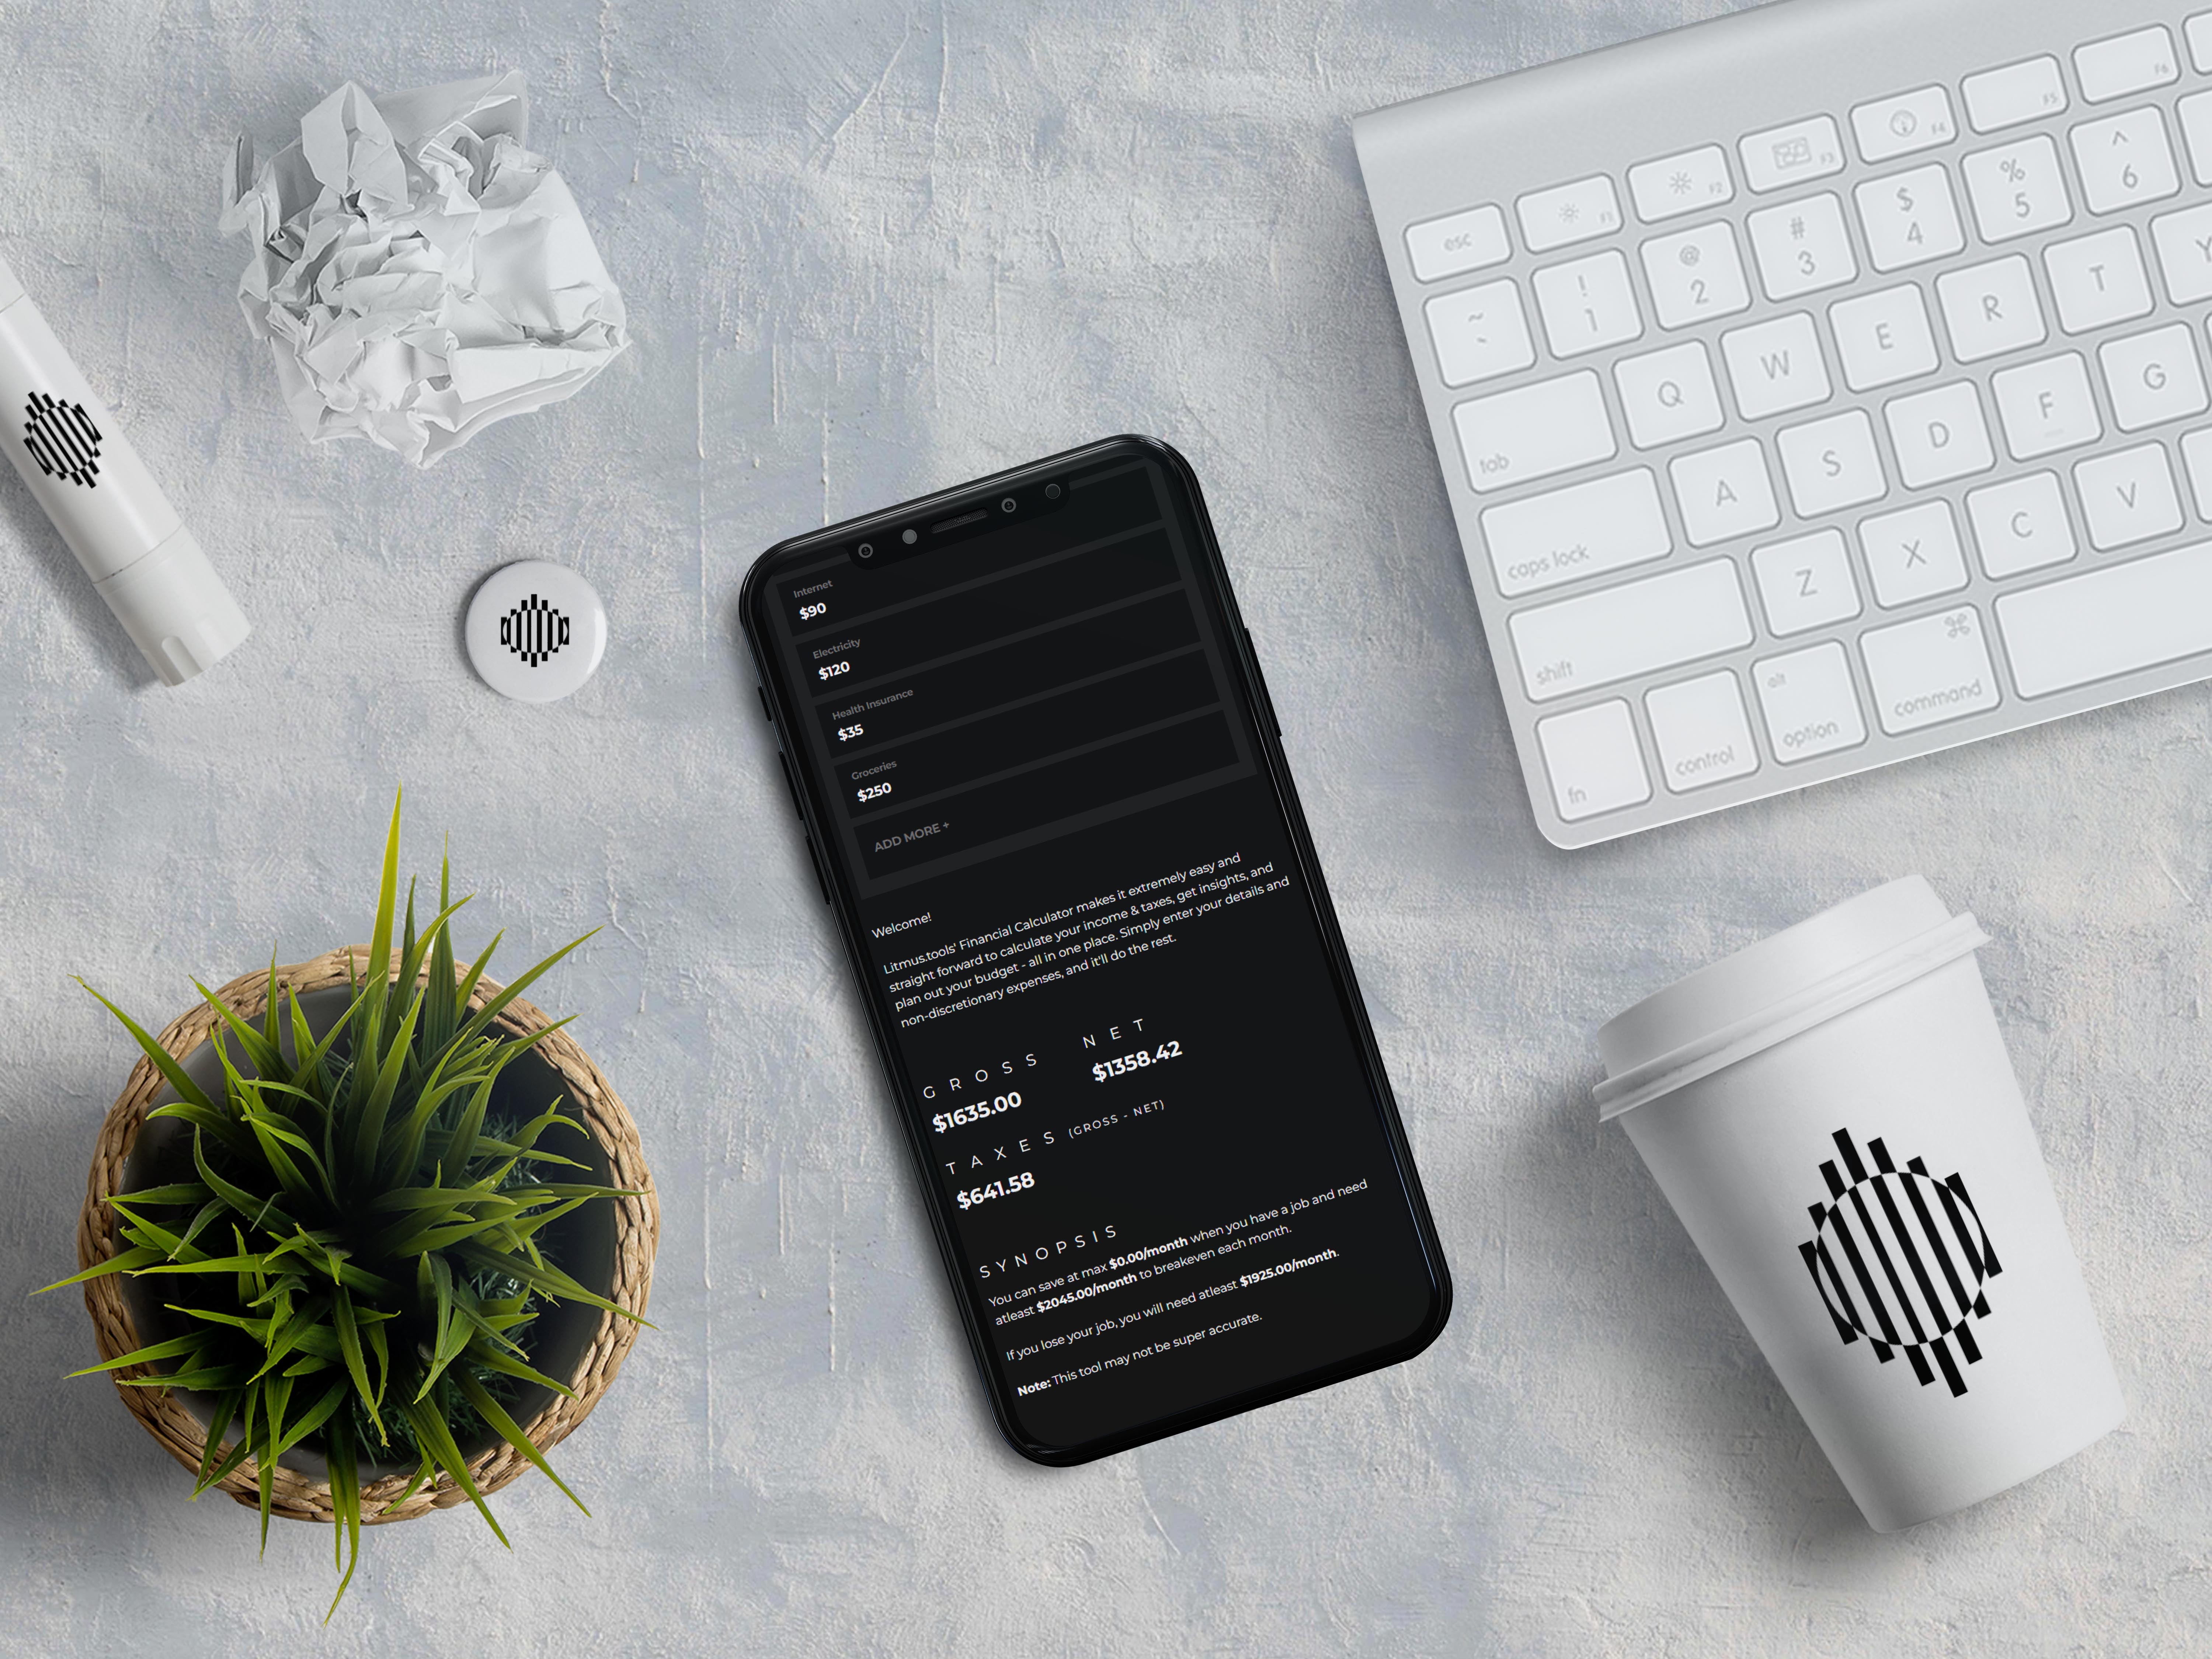 Internet
$90
Electricity
$120
Health Insurance
$35
Groceries
$250
ADD MORE +
Welcome!
Litmus.tools' Financial Calculator makes it extremely easy and
straight forward to calculate your income & taxes, get insights, and
plan out your budget - all in one place. Simply enter your details and
non-discretionary expenses, and it'll do the rest.
GROSS NET
$1635.00 $1358.42
TAXES (GROSS - NET)
$641.58
SYNOPSIS
You can save at max $0.00/month when you have a job and need
atleast $2045.00/month to breakeven each month.
If you lose your job, you will need atleast $1925.00/month.
Note: This tool may not be super accurate.
esc F1 F2 F3 F4 F5 F6
~ ` ! 1 @ 2 # 3 $ 4 % 5 ^ 6
tab Q W E R T Y
caps lock A S D F G
shift Z X C V
fn control alt option ⌘ command